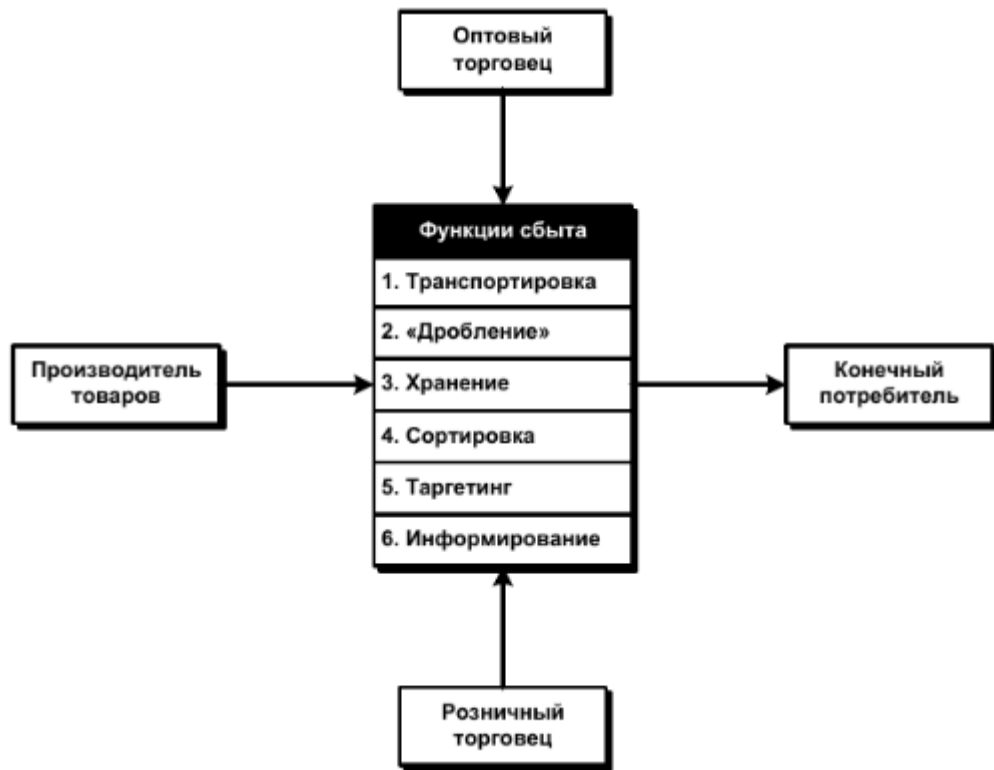 Оптовый
торговец
Функции сбыта
1. Транспортировка
2. «Дробление»
Производитель
товаров
3. Хранение
Конечный
потребитель
4. Сортировка
5. Таргетинг
6. Информирование
Розничный
торговец